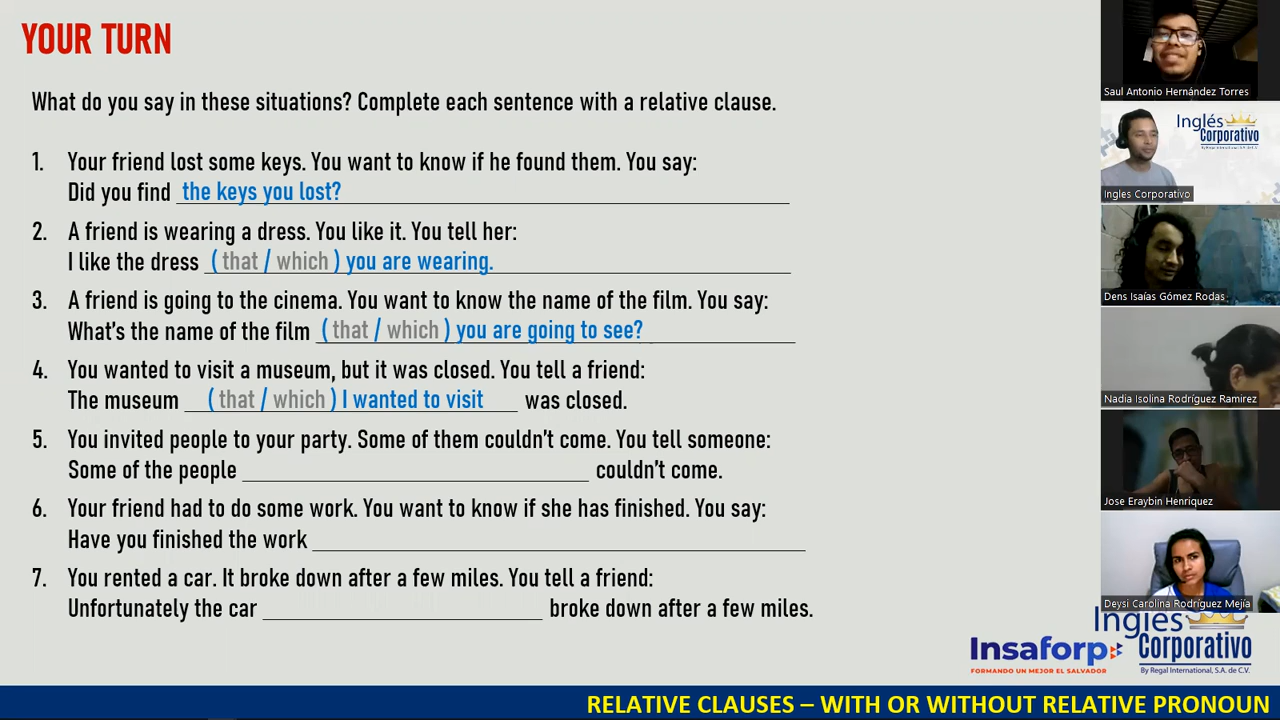 YOUR TURN
What do you say in these situations? Complete each sentence with a relative clause.
1. Your friend lost some keys. You want to know if he found them. You say:
Did you find the keys you lost?
2. A friend is wearing a dress. You like it. You tell her:
I like the dress ( that / which ) you are wearing.
3. A friend is going to the cinema. You want to know the name of the film. You say:
What's the name of the film ( that / which ) you are going to see?
4. You wanted to visit a museum, but it was closed. You tell a friend:
The museum ( that / which ) I wanted to visit was closed.
5. You invited people to your party. Some of them couldn't come. You tell someone:
Some of the people ____ couldn't come.
6. Your friend had to do some work. You want to know if she has finished. You say:
Have you finished the work ____
7. You rented a car. It broke down after a few miles. You tell a friend:
Unfortunately the car ____ broke down after a few miles.
Saul Antonio Hernández Torres
Inglés
Corporativo
By Regal International, S.A. de C.V.
Ingles Corporativo
Dens Isaías Gómez Rodas
Nadia Isolina Rodríguez Ramirez
Jose Eraybin Henriquez
Deysi Carolina Rodríguez Mejía
Insaforp
FORMANDO UN MEJOR EL SALVADOR
Inglés
Corporativo
By Regal International, S.A. de C.V.
RELATIVE CLAUSES – WITH OR WITHOUT RELATIVE PRONOUN